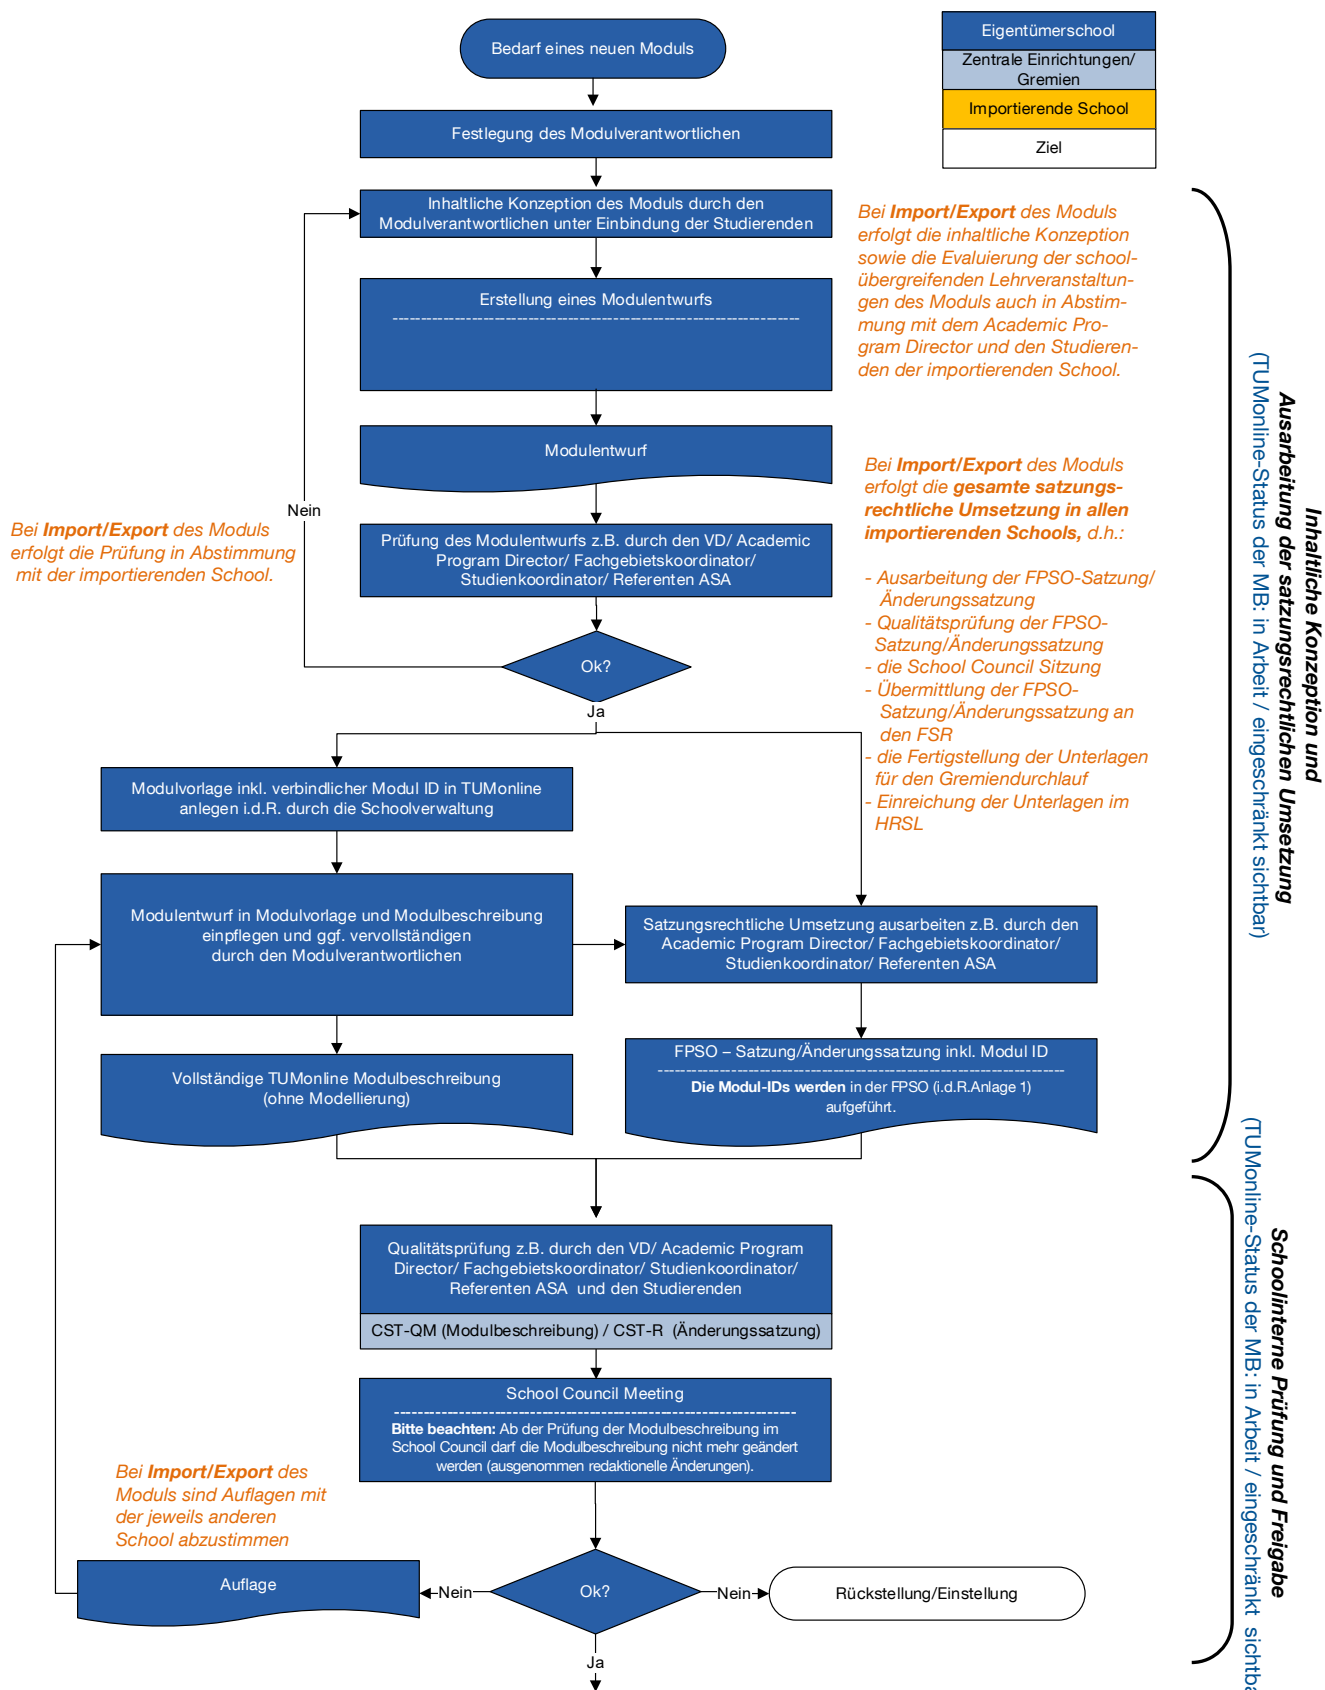 Bedarf eines neuen Moduls
Eigentümerschool
Zentrale Einrichtungen/
Gremien
Importierende School
Ziel
Festlegung des Modulverantwortlichen
Inhaltliche Konzeption des Moduls durch den
Modulverantwortlichen unter Einbindung der Studierenden
Bei Import/Export des Moduls
erfolgt die inhaltliche Konzeption
sowie die Evaluierung der school-
übergreifenden Lehrveranstaltun-
gen des Moduls auch in Abstim-
mung mit dem Academic Pro-
gram Director und den Studieren-
den der importierenden School.
Erstellung eines Modulentwurfs
Modulentwurf
Nein
Bei Import/Export des Moduls
erfolgt die Prüfung in Abstimmung
mit der importierenden School.
Prüfung des Modulentwurfs z.B. durch den VD/ Academic
Program Director/ Fachgebietskoordinator/
Studienkoordinator/ Referenten ASA
Bei Import/Export des Moduls
erfolgt die gesamte satzungs-
rechtliche Umsetzung in allen
importierenden Schools, d.h.:
- Ausarbeitung der FPSO-Satzung/
Änderungssatzung
- Qualitätsprüfung der FPSO-
Satzung/Änderungssatzung
- die School Council Sitzung
- Übermittlung der FPSO-
Satzung/Änderungssatzung an
den FSR
- die Fertigstellung der Unterlagen
für den Gremiendurchlauf
- Einreichung der Unterlagen im
HRSL
Ok?
Ja
Modulvorlage inkl. verbindlicher Modul ID in TUMonline
anlegen i.d.R. durch die Schoolverwaltung
Modulentwurf in Modulvorlage und Modulbeschreibung
einpflegen und ggf. vervollständigen
durch den Modulverantwortlichen
Satzungsrechtliche Umsetzung ausarbeiten z.B. durch den
Academic Program Director/ Fachgebietskoordinator/
Studienkoordinator/ Referenten ASA
Vollständige TUMonline Modulbeschreibung
(ohne Modellierung)
FPSO – Satzung/Änderungssatzung inkl. Modul ID
Die Modul-IDs werden in der FPSO (i.d.R.Anlage 1)
aufgeführt.
Inhaltliche Konzeption und
Ausarbeitung der satzungsrechtlichen Umsetzung
(TUMonline-Status der MB: in Arbeit / eingeschränkt sichtbar)
Qualitätsprüfung z.B. durch den VD/ Academic Program
Director/ Fachgebietskoordinator/ Studienkoordinator/
Referenten ASA und den Studierenden
CST-QM (Modulbeschreibung) / CST-R (Änderungssatzung)
School Council Meeting
Bitte beachten: Ab der Prüfung der Modulbeschreibung im
School Council darf die Modulbeschreibung nicht mehr geändert
werden (ausgenommen redaktionelle Änderungen).
Bei Import/Export des
Moduls sind Auflagen mit
der jeweils anderen
School abzustimmen
Auflage
Nein
Ok?
Nein
Rückstellung/Einstellung
Ja
Schoolinterne Prüfung und Freigabe
(TUMonline-Status der MB: in Arbeit / eingeschränkt sichtba